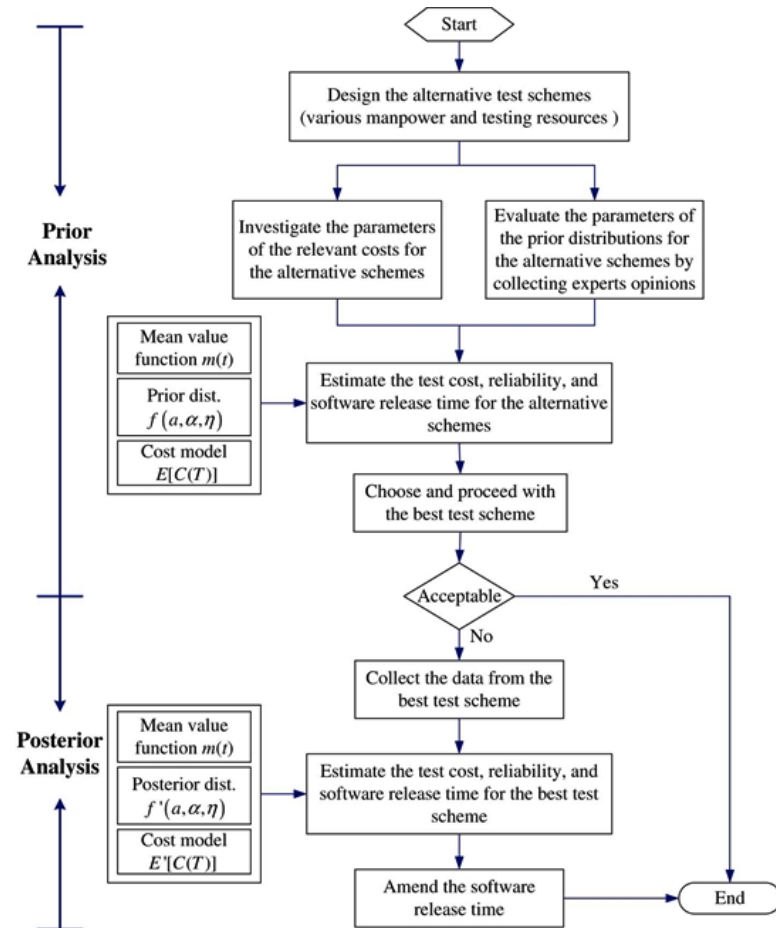 Start
Design the alternative test schemes
(various manpower and testing resources )
Investigate the parameters
of the relevant costs for
the alternative schemes
Evaluate the parameters of
the prior distributions for
the alternative schemes by
collecting experts opinions
Prior
Analysis
Mean value
function m(t)
Prior dist.
f(a,α,η)
Cost model
E[C(T)]
Estimate the test cost, reliability, and
software release time for the alternative
schemes
Choose and proceed with
the best test scheme
Acceptable
Yes
No
Collect the data from the
best test scheme
Posterior
Analysis
Mean value
function m(t)
Posterior dist.
f'(a,α,η)
Cost model
E'[C(T)]
Estimate the test cost, reliability, and
software release time for the best test
scheme
Amend the software
release time
End